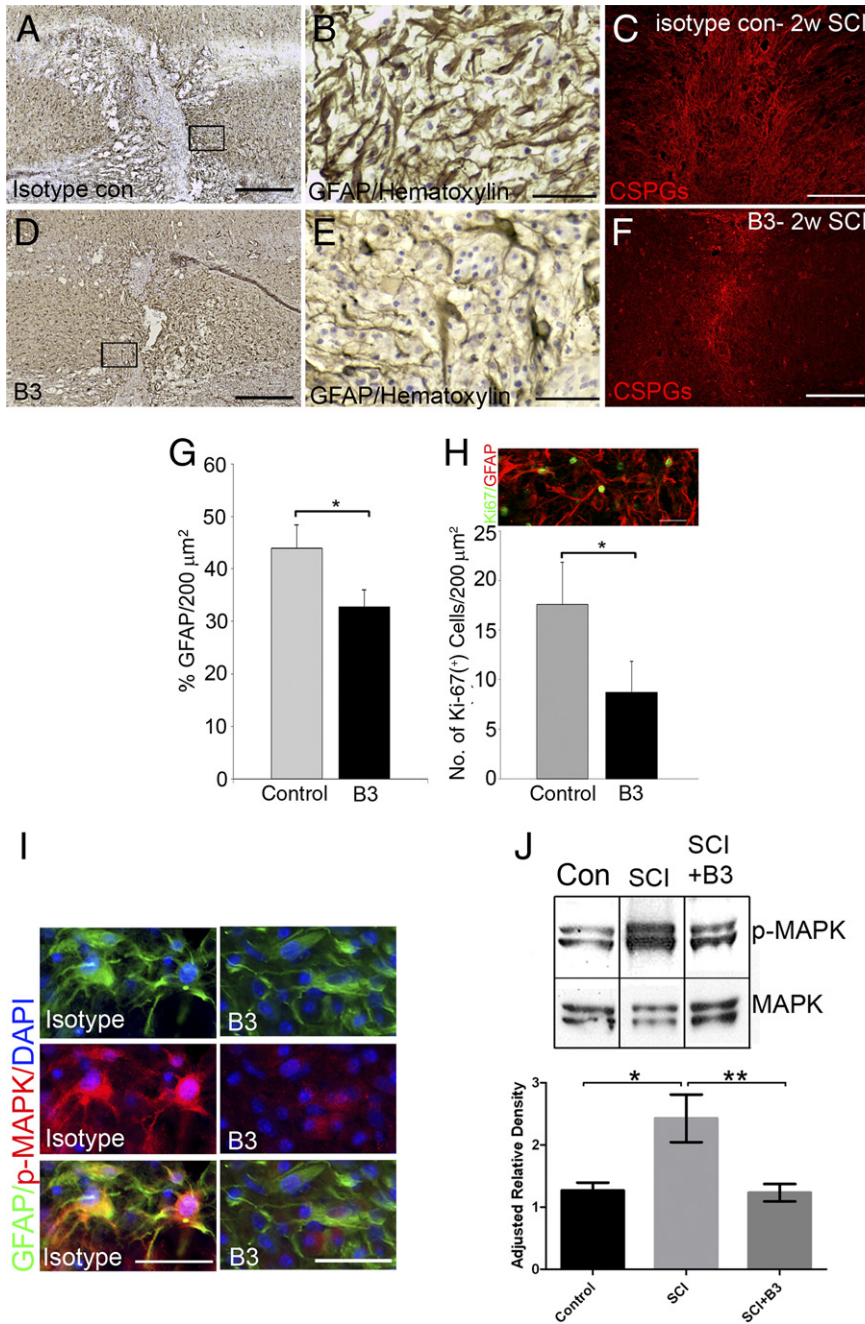 A
Isotype con
B
GFAP/Hematoxylin
C
isotype con- 2w SCI
CSPGs
D
B3
E
GFAP/Hematoxylin
F
B3- 2w SCI
CSPGs
G
60
50
40
30
20
10
0
% GFAP/200 μm²
*
Control
B3
H
Ki67/GFAP
25
20
15
10
5
0
No. of Ki-67(⁺) Cells/200 μm²
*
Control
B3
I
GFAP/p-MAPK/DAPI
Isotype
B3
Isotype
B3
Isotype
B3
J
Con
SCI
SCI
+B3
p-MAPK
MAPK
3
2
1
0
Adjusted Relative Density
*
**
Control
SCI
SCI+B3